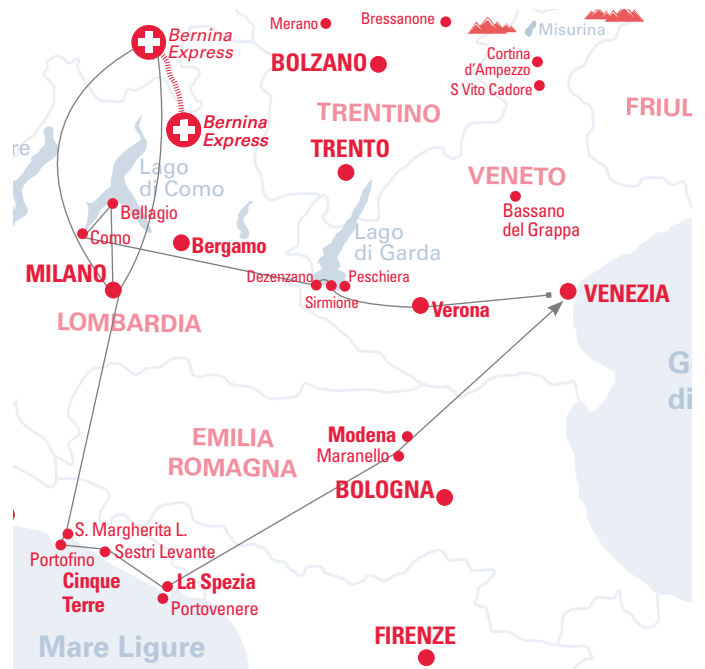 Merano
Bressanone
Misurina
Bernina
Express
BOLZANO
Cortina
d'Ampezzo
S Vito Cadore
TRENTINO
FRIUL
Bernina
Express
TRENTO
re
Lago
di Como
VENETO
Bellagio
Bassano
del Grappa
Como
Bergamo
Lago
di Garda
MILANO
Dezenzano
Peschiera
Sirmione
Verona
VENEZIA
LOMBARDIA
G
di
EMILIA
ROMAGNA
Modena
Maranello
BOLOGNA
S. Margherita L.
Portofino
Sestri Levante
Cinque
Terre
La Spezia
Portovenere
Mare Ligure
FIRENZE